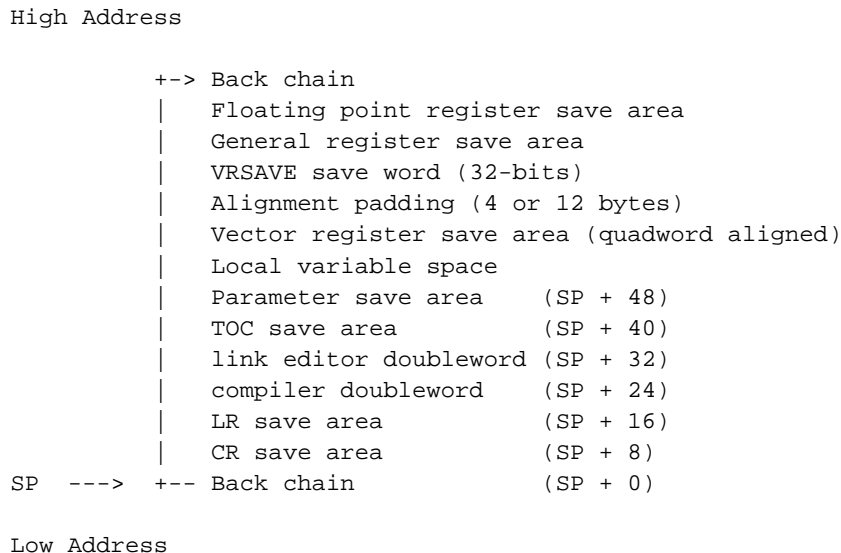 High Address
+-> Back chain
|   Floating point register save area
|   General register save area
|   VRSAVE save word (32-bits)
|   Alignment padding (4 or 12 bytes)
|   Vector register save area (quadword aligned)
|   Local variable space
|   Parameter save area    (SP + 48)
|   TOC save area          (SP + 40)
|   link editor doubleword (SP + 32)
|   compiler doubleword    (SP + 24)
|   LR save area           (SP + 16)
|   CR save area           (SP + 8)
SP  --->  +-- Back chain             (SP + 0)
Low Address